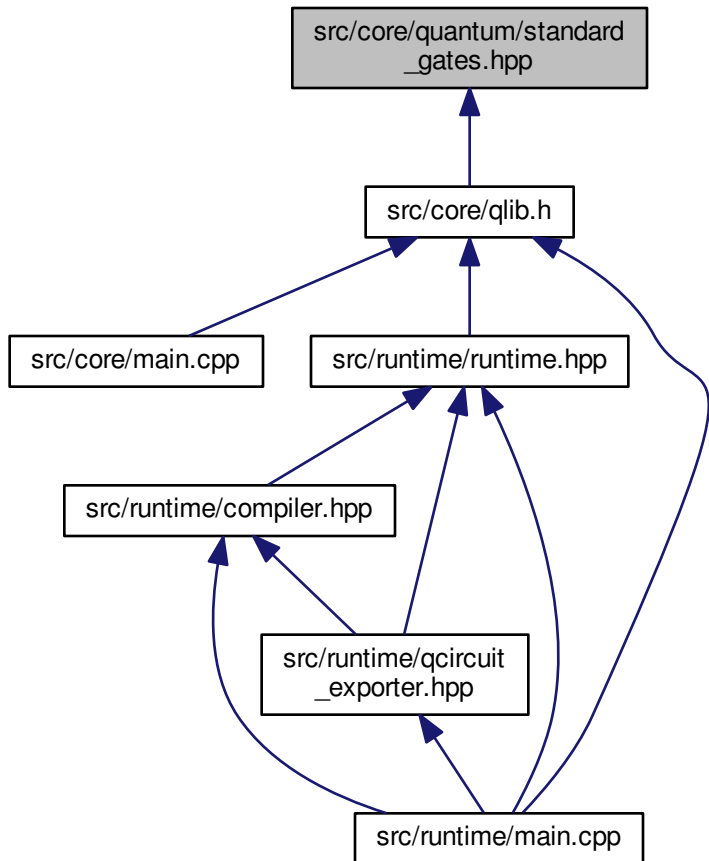 src/core/quantum/standard
_gates.hpp
src/core/qlib.h
src/core/main.cpp
src/runtime/runtime.hpp
src/runtime/compiler.hpp
src/runtime/qcircuit
_exporter.hpp
src/runtime/main.cpp